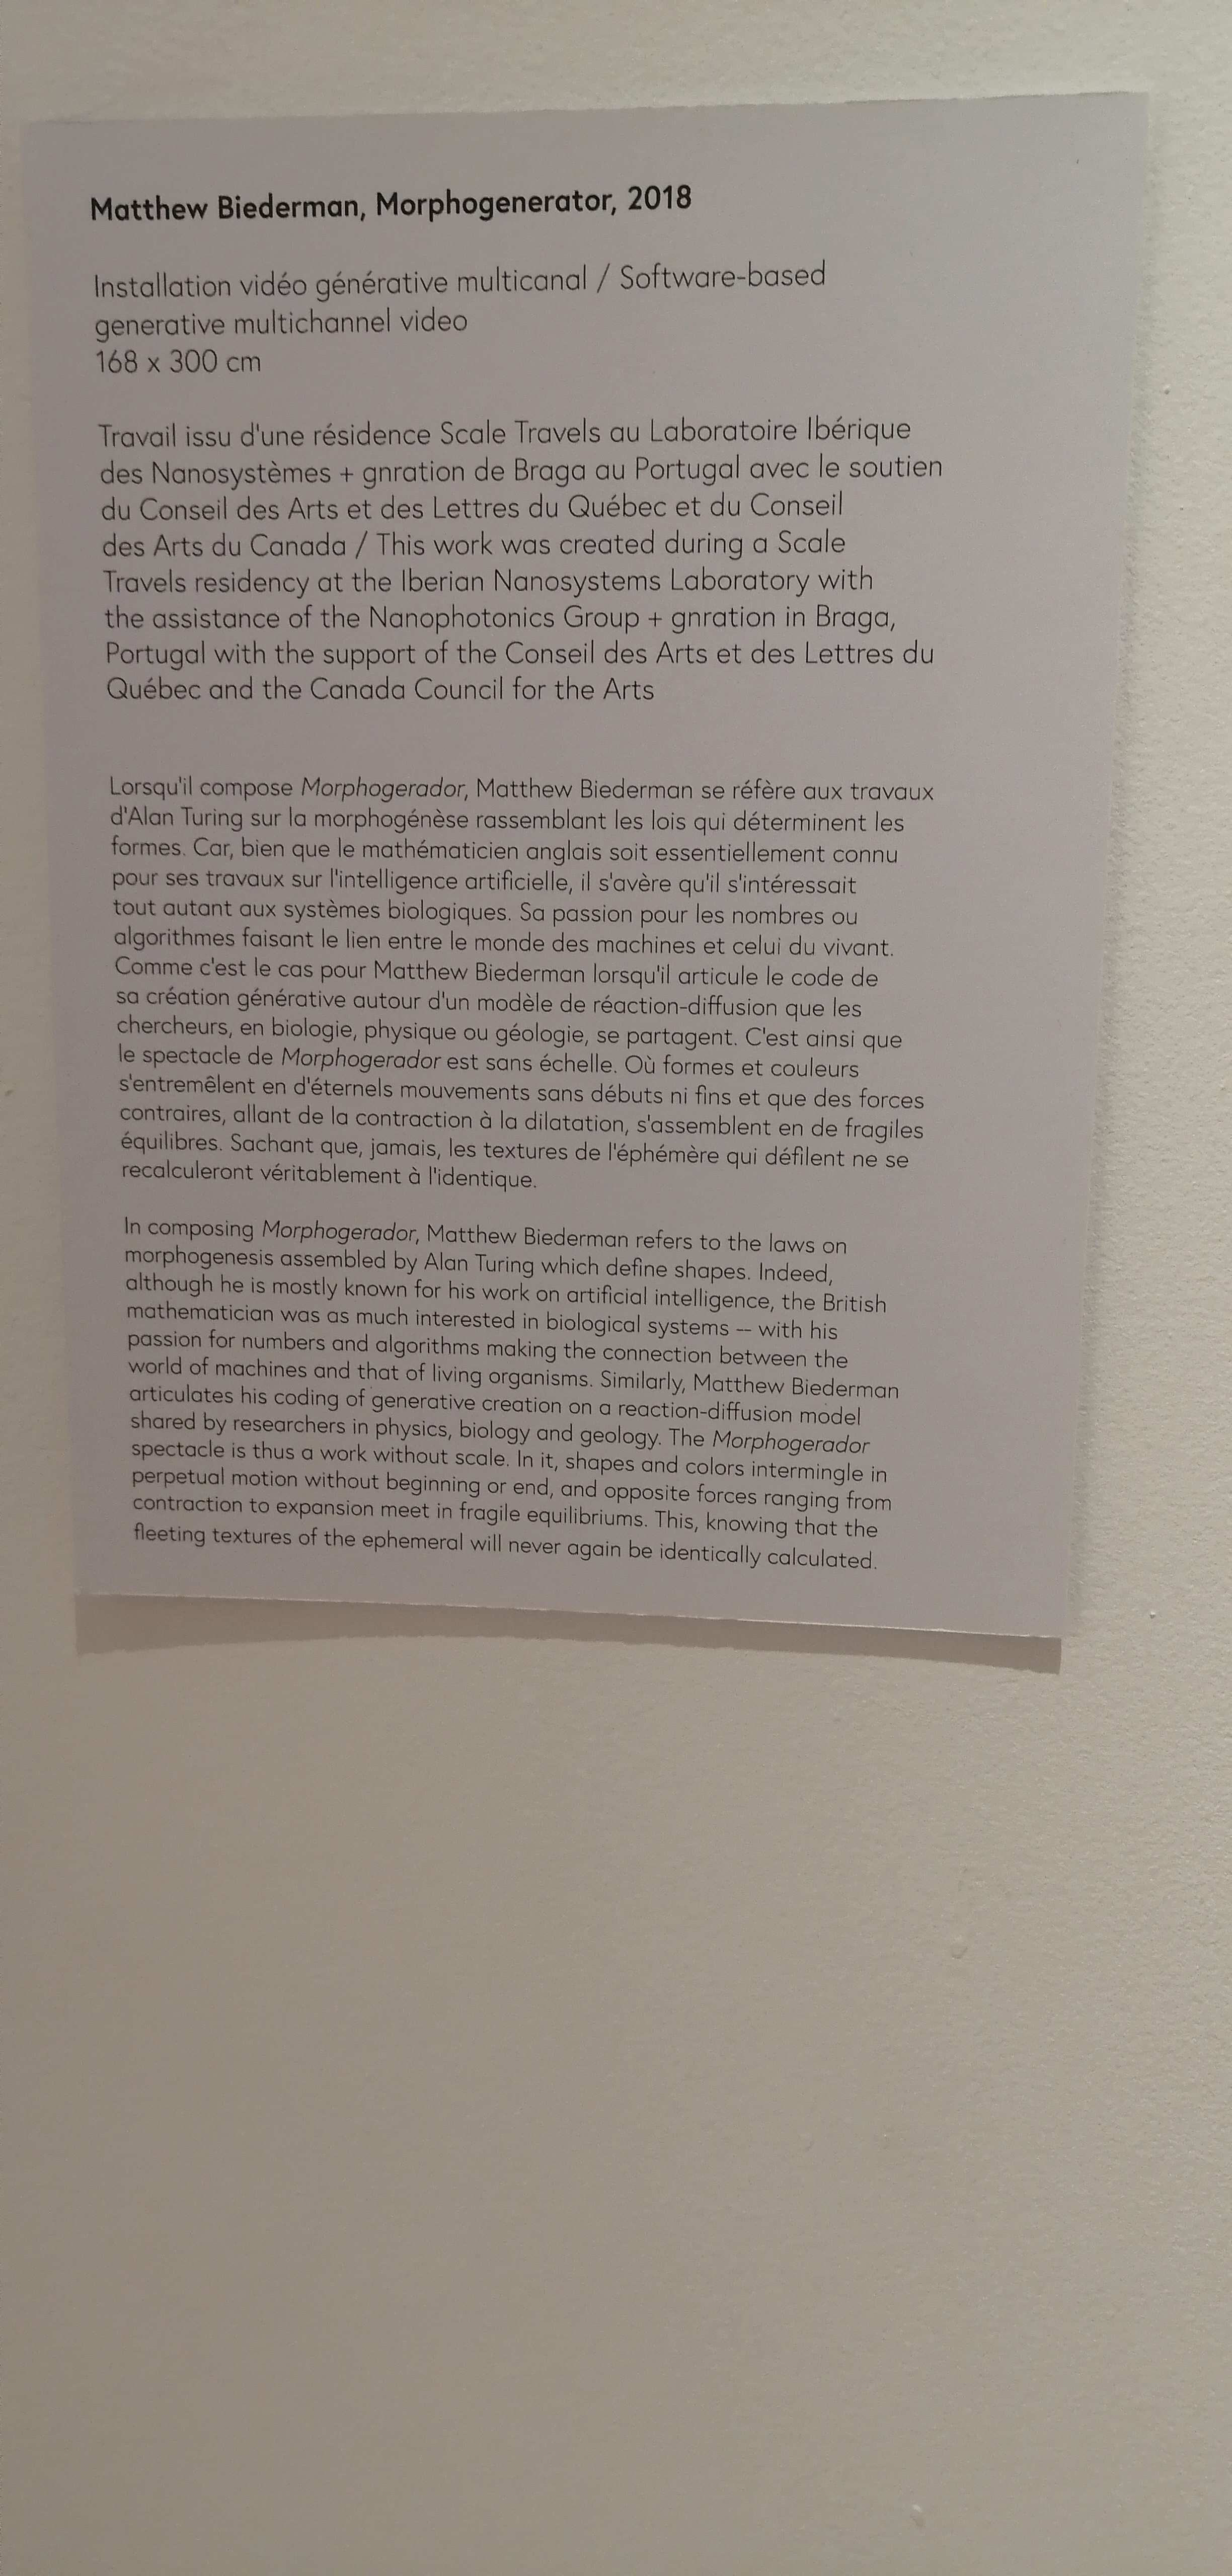 Matthew Biederman, Morphogenerator, 2018
Installation vidéo générative multicanal / Software-based
generative multichannel video
168 x 300 cm
Travail issu d'une résidence Scale Travels au Laboratoire Ibérique
des Nanosystèmes + gnration de Braga au Portugal avec le soutien
du Conseil des Arts et des Lettres du Québec et du Conseil
des Arts du Canada / This work was created during a Scale
Travels residency at the Iberian Nanosystems Laboratory with
the assistance of the Nanophotonics Group + gnration in Braga,
Portugal with the support of the Conseil des Arts et des Lettres du
Québec and the Canada Council for the Arts
Lorsqu'il compose Morphogerador, Matthew Biederman se réfère aux travaux
d'Alan Turing sur la morphogénèse rassemblant les lois qui déterminent les
formes. Car, bien que le mathématicien anglais soit essentiellement connu
pour ses travaux sur l'intelligence artificielle, il s'avère qu'il s'intéressait
tout autant aux systèmes biologiques. Sa passion pour les nombres ou
algorithmes faisant le lien entre le monde des machines et celui du vivant.
Comme c'est le cas pour Matthew Biederman lorsqu'il articule le code de
sa création générative autour d'un modèle de réaction-diffusion que les
chercheurs, en biologie, physique ou géologie, se partagent. C'est ainsi que
le spectacle de Morphogerador est sans échelle. Où formes et couleurs
s'entremêlent en d'éternels mouvements sans débuts ni fins et que des forces
contraires, allant de la contraction à la dilatation, s'assemblent en de fragiles
équilibres. Sachant que, jamais, les textures de l'éphémère qui défilent ne se
recalculeront véritablement à l'identique.
In composing Morphogerador, Matthew Biederman refers to the laws on
morphogenesis assembled by Alan Turing which define shapes. Indeed,
although he is mostly known for his work on artificial intelligence, the British
mathematician was as much interested in biological systems -- with his
passion for numbers and algorithms making the connection between the
world of machines and that of living organisms. Similarly, Matthew Biederman
articulates his coding of generative creation on a reaction-diffusion model
shared by researchers in physics, biology and geology. The Morphogerador
spectacle is thus a work without scale. In it, shapes and colors intermingle in
perpetual motion without beginning or end, and opposite forces ranging from
contraction to expansion meet in fragile equilibriums. This, knowing that the
fleeting textures of the ephemeral will never again be identically calculated.